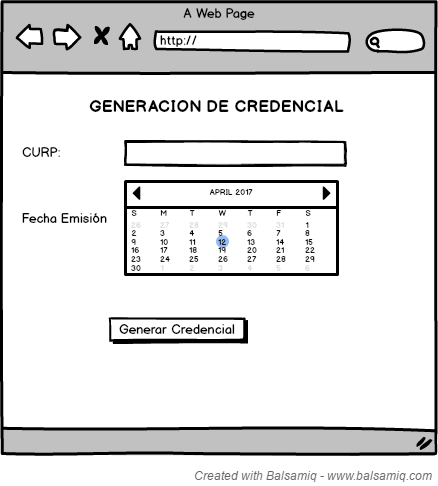 A Web Page
http://
GENERACION DE CREDENCIAL
CURP:
Fecha Emisión
APRIL 2017
S M T W T F S
26 27 28 29 30 31 1
2 3 4 5 6 7 8
9 10 11 12 13 14 15
16 17 18 19 20 21 22
23 24 25 26 27 28 29
30 1 2 3 4 5 6
Generar Credencial
Created with Balsamiq - www.balsamiq.com